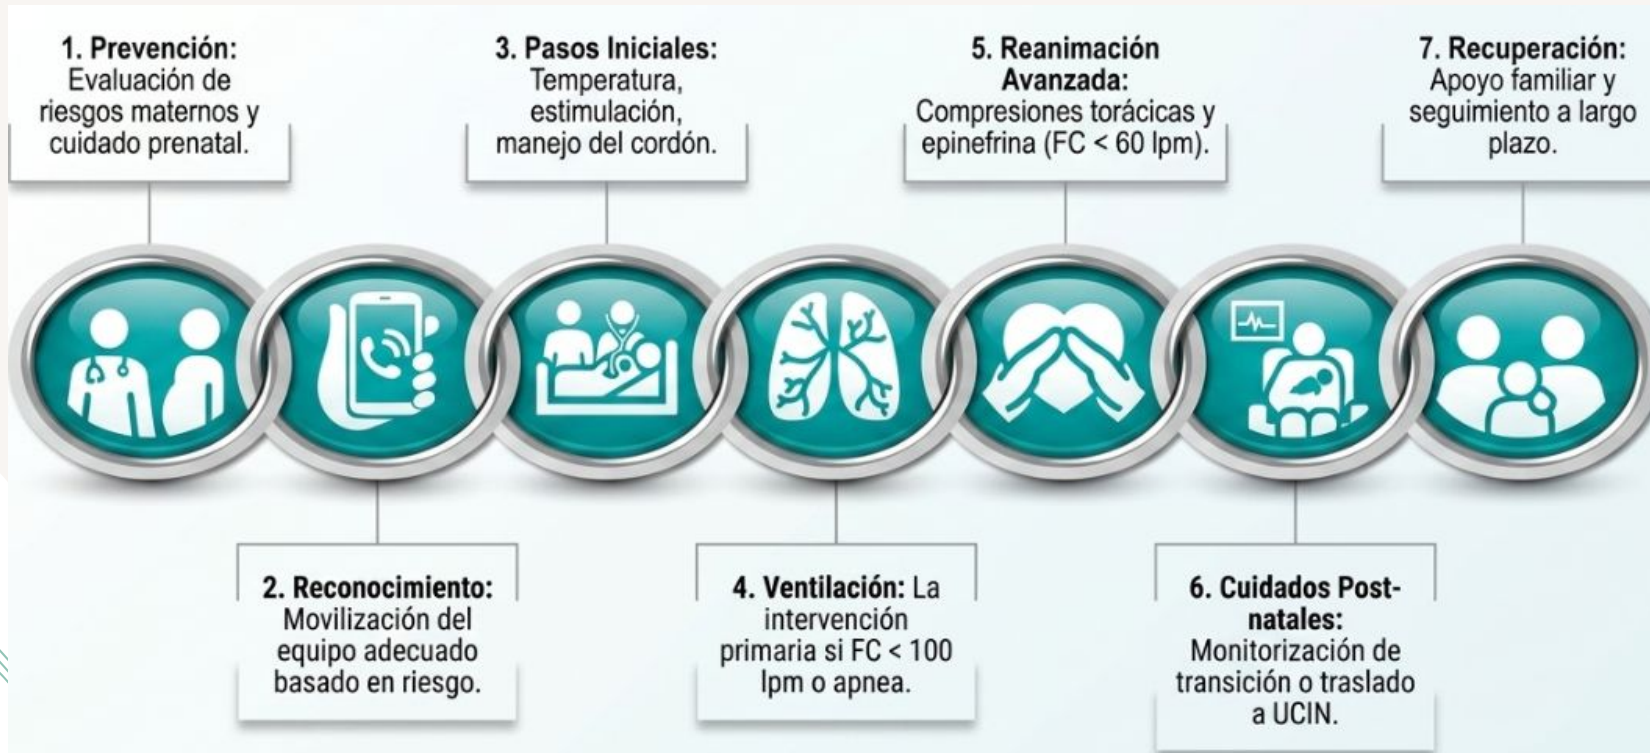 1. Prevención:
Evaluación de
riesgos maternos y
cuidado prenatal.
2. Reconocimiento:
Movilización del
equipo adecuado
basado en riesgo.
3. Pasos Iniciales:
Temperatura,
estimulación,
manejo del cordón.
4. Ventilación: La
intervención
primaria si FC < 100
lpm o apnea.
5. Reanimación
Avanzada:
Compresiones torácicas y
epinefrina (FC < 60 lpm).
6. Cuidados Post-
natales:
Monitorización de
transición o traslado
a UCIN.
7. Recuperación:
Apoyo familiar y
seguimiento a largo
plazo.